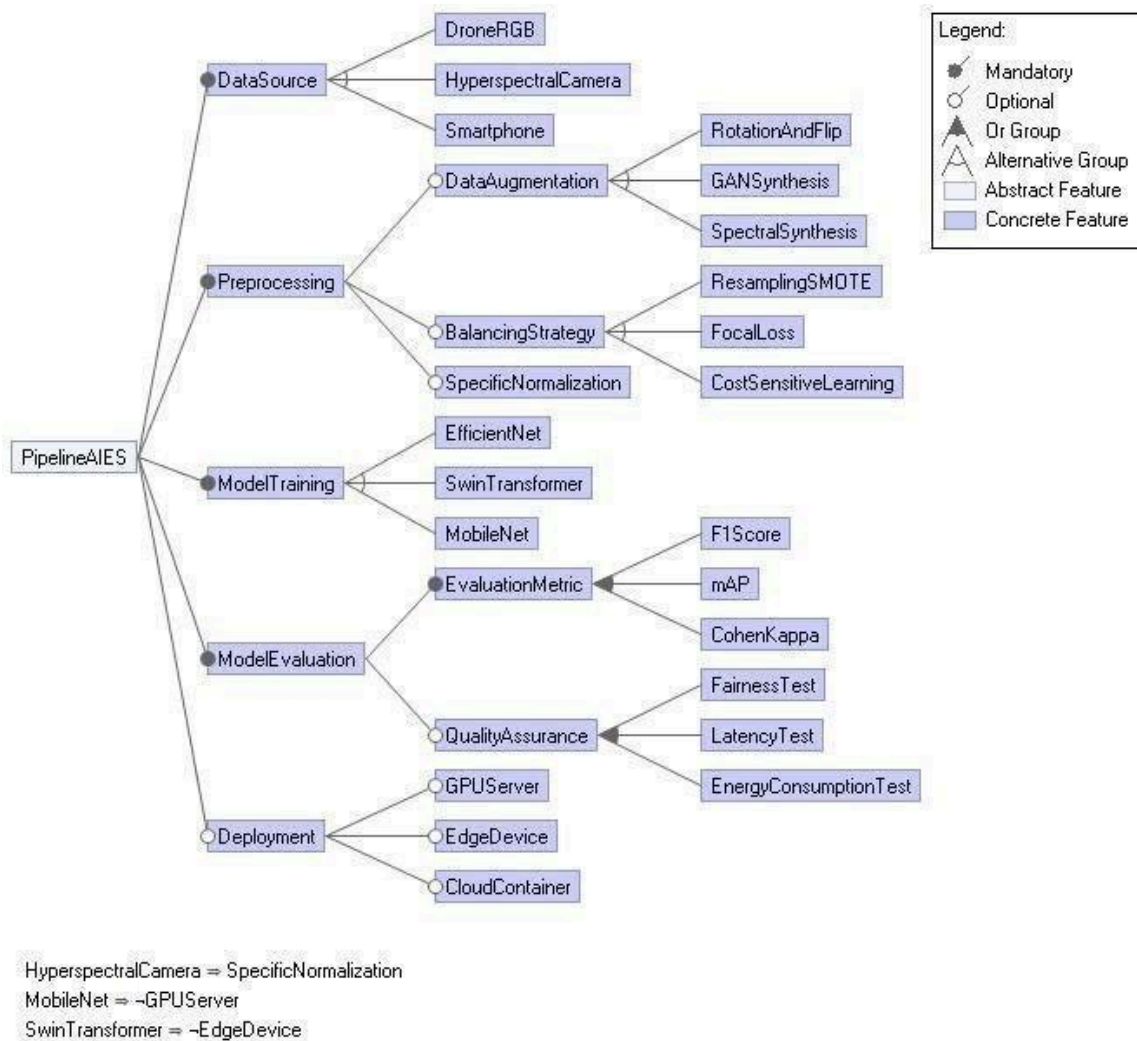 DroneRGB
DataSource
HyperspectralCamera
Smartphone
RotationAndFlip
DataAugmentation
GANSynthesis
SpectralSynthesis
Preprocessing
ResamplingSMOTE
BalancingStrategy
FocalLoss
SpecificNormalization
CostSensitiveLearning
EfficientNet
PipelineAIES
ModelTraining
SwinTransformer
MobileNet
F1Score
EvaluationMetric
mAP
CohenKappa
ModelEvaluation
FairnessTest
QualityAssurance
LatencyTest
EnergyConsumptionTest
GPUServer
Deployment
EdgeDevice
CloudContainer
Legend:
Mandatory
Optional
Or Group
Alternative Group
Abstract Feature
Concrete Feature
HyperspectralCamera ⇒ SpecificNormalization
MobileNet ⇒ ¬GPUServer
SwinTransformer ⇒ ¬EdgeDevice